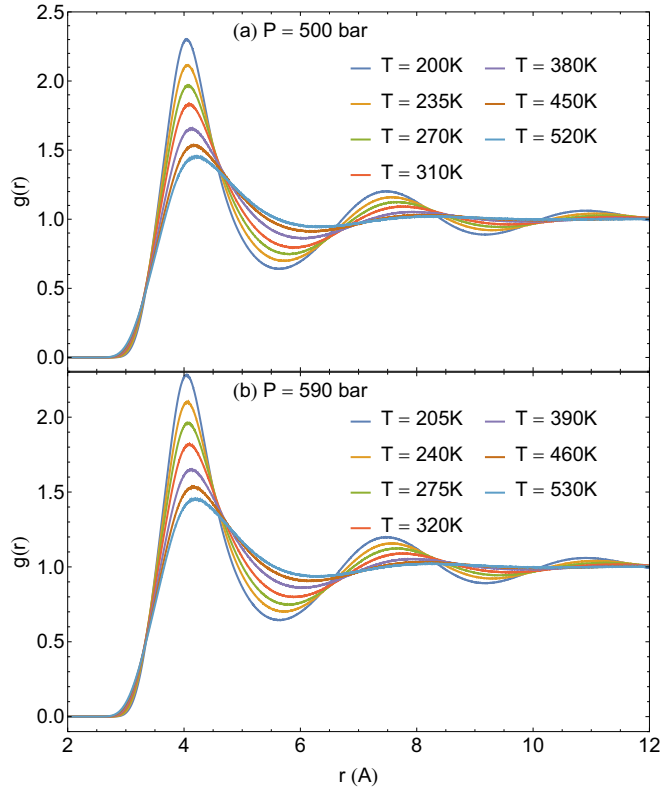 (a) P = 500 bar
T = 200K T = 380K
T = 235K T = 450K
T = 270K T = 520K
T = 310K
2.5
2.0
1.5
1.0
0.5
0.0
g(r)
(b) P = 590 bar
T = 205K T = 390K
T = 240K T = 460K
T = 275K T = 530K
T = 320K
2.0
1.5
1.0
0.5
0.0
g(r)
2 4 6 8 10 12
r (A)